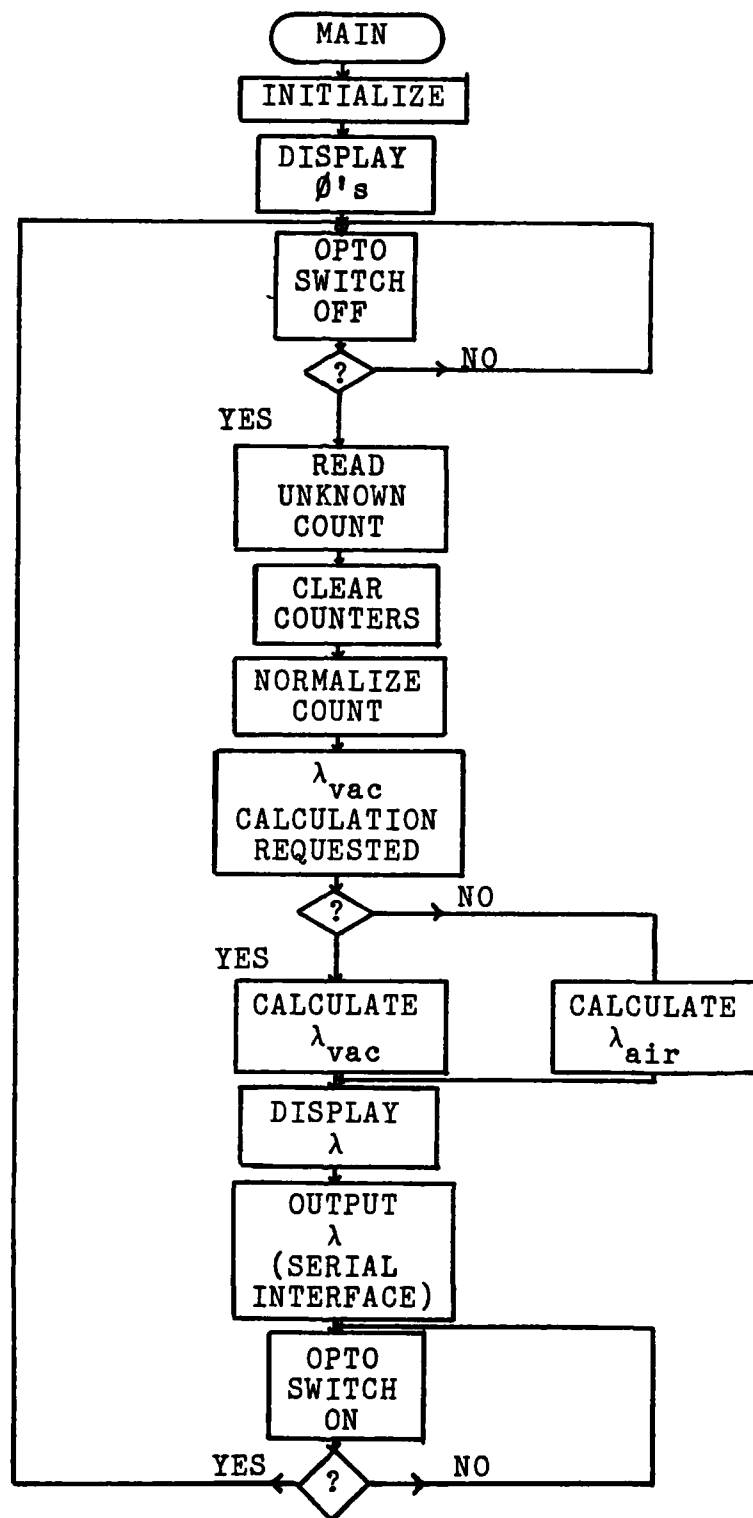 MAIN
INITIALIZE
DISPLAY
Ø's
OPTO
SWITCH
OFF
?
NO
YES
READ
UNKNOWN
COUNT
CLEAR
COUNTERS
NORMALIZE
COUNT
λvac
CALCULATION
REQUESTED
?
NO
YES
CALCULATE
λvac
CALCULATE
λair
DISPLAY
λ
OUTPUT
λ
(SERIAL
INTERFACE)
OPTO
SWITCH
ON
YES
?
NO